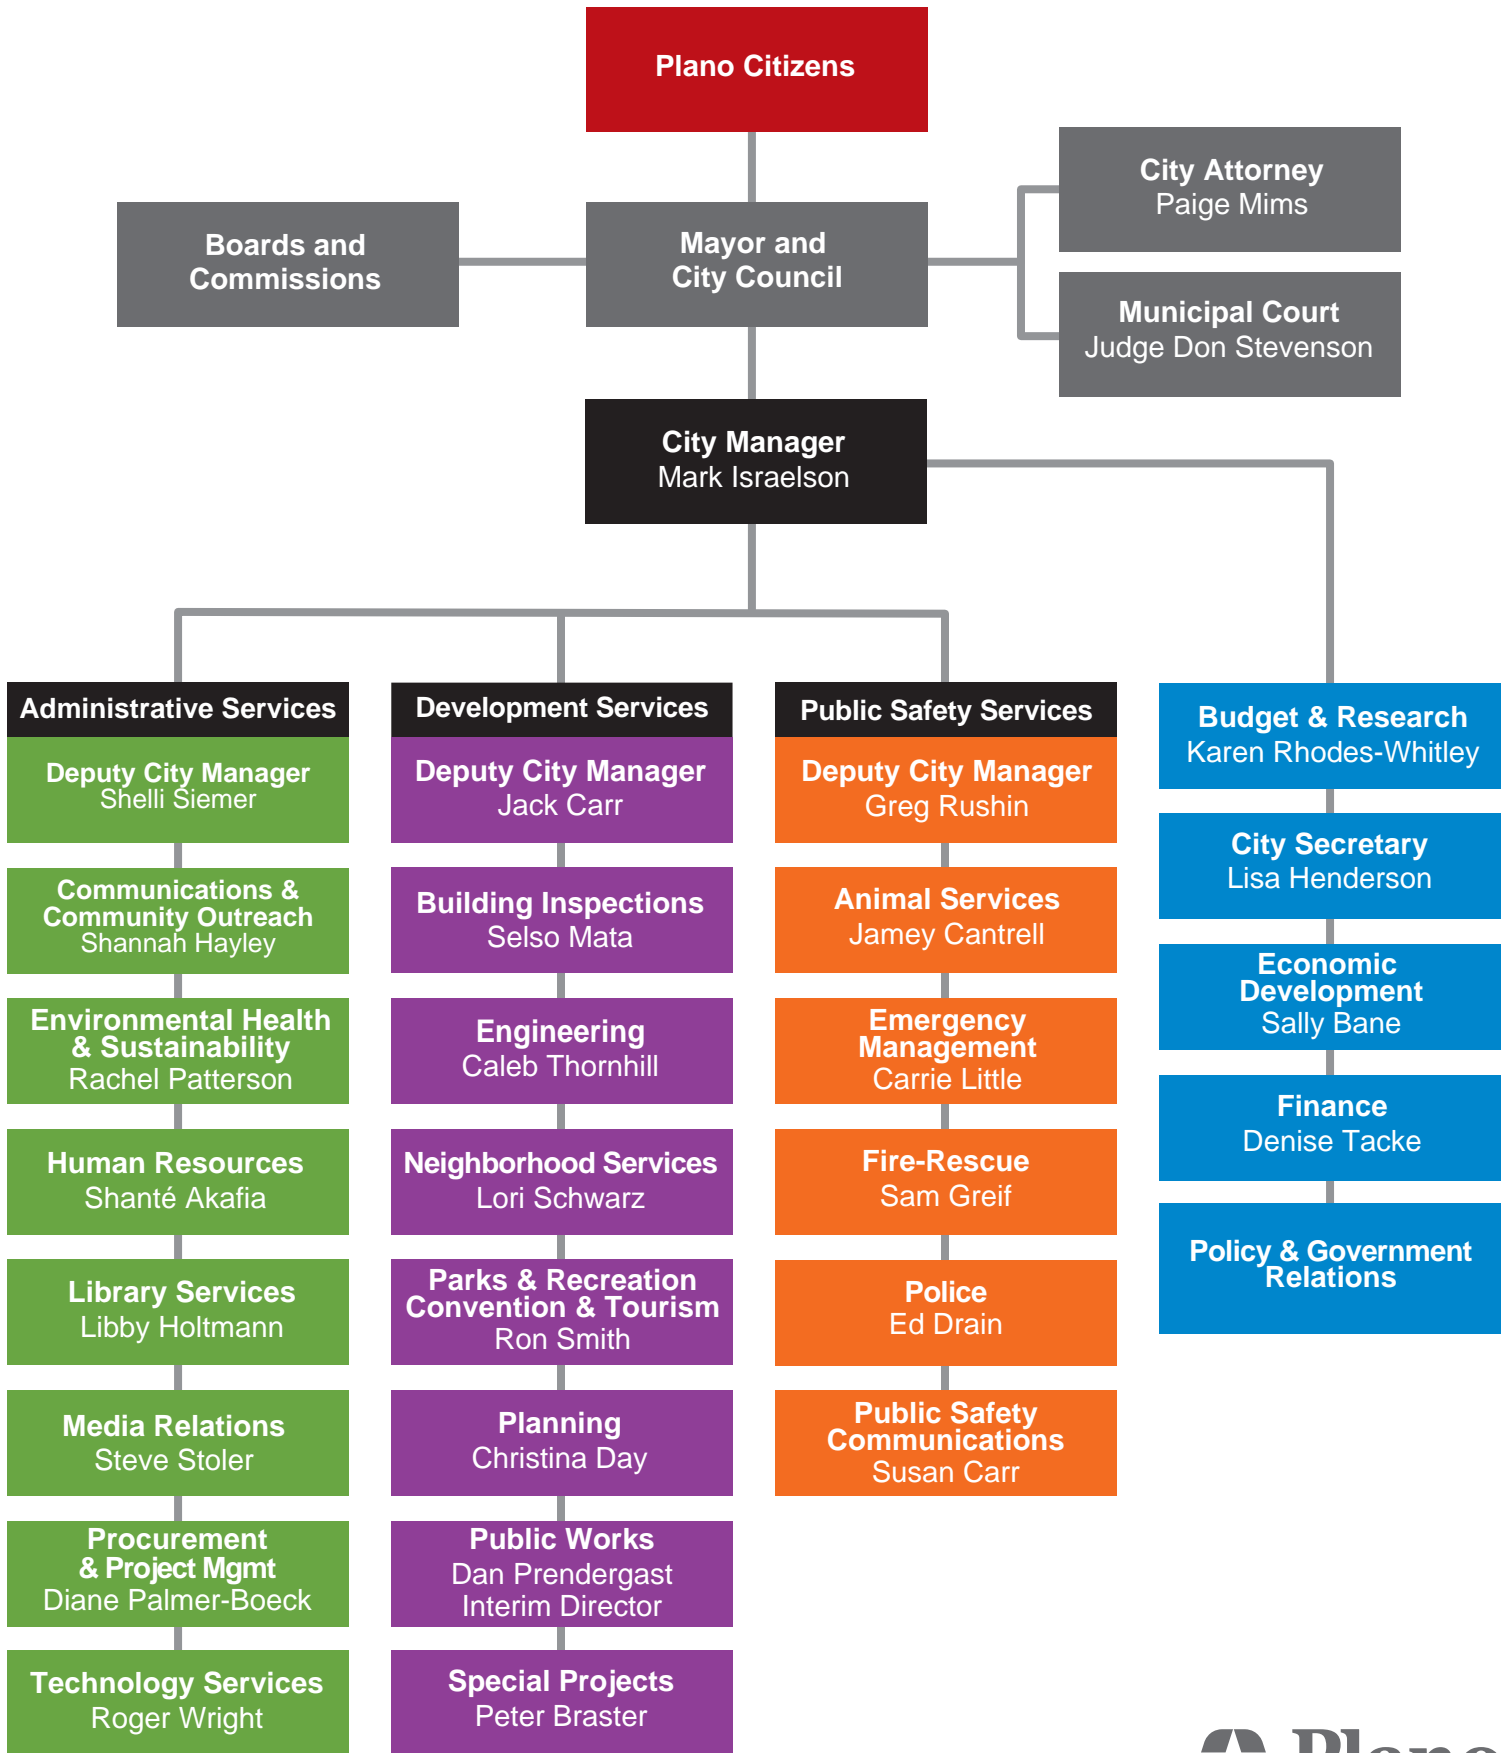 Plano Citizens
Boards and
Commissions
Mayor and
City Council
City Attorney
Paige Mims
Municipal Court
Judge Don Stevenson
City Manager
Mark Israelson
Administrative Services
Deputy City Manager
Shelli Siemer
Communications &
Community Outreach
Shannah Hayley
Environmental Health
& Sustainability
Rachel Patterson
Human Resources
Shanté Akafia
Library Services
Libby Holtmann
Media Relations
Steve Stoler
Procurement
& Project Mgmt
Diane Palmer-Boeck
Technology Services
Roger Wright
Development Services
Deputy City Manager
Jack Carr
Building Inspections
Selso Mata
Engineering
Caleb Thornhill
Neighborhood Services
Lori Schwarz
Parks & Recreation
Convention & Tourism
Ron Smith
Planning
Christina Day
Public Works
Dan Prendergast
Interim Director
Special Projects
Peter Braster
Public Safety Services
Deputy City Manager
Greg Rushin
Animal Services
Jamey Cantrell
Emergency
Management
Carrie Little
Fire-Rescue
Sam Greif
Police
Ed Drain
Public Safety
Communications
Susan Carr
Budget & Research
Karen Rhodes-Whitley
City Secretary
Lisa Henderson
Economic
Development
Sally Bane
Finance
Denise Tacke
Policy & Government
Relations
Plano